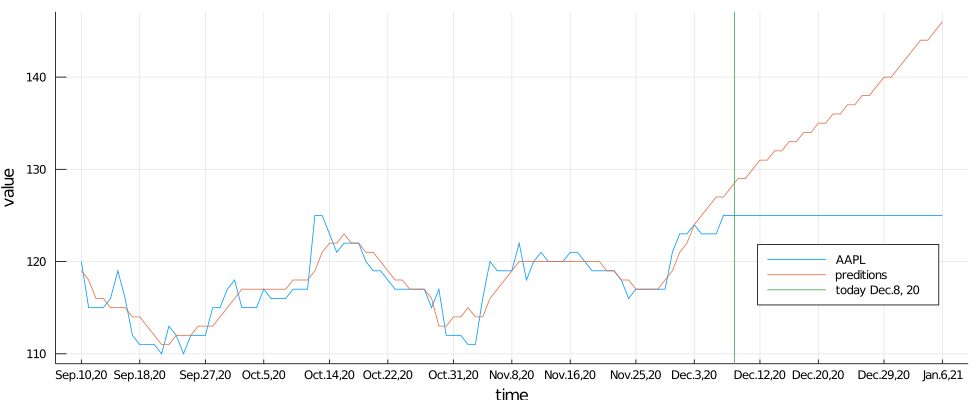 140
130
120
110
value
Sep.10,20 Sep.18,20 Sep.27,20 Oct.5,20 Oct.14,20 Oct.22,20 Oct.31,20 Nov.8,20 Nov.16,20 Nov.25,20 Dec.3,20 Dec.12,20 Dec.20,20 Dec.29,20 Jan.6,21
time
AAPL
preditions
today Dec.8, 20